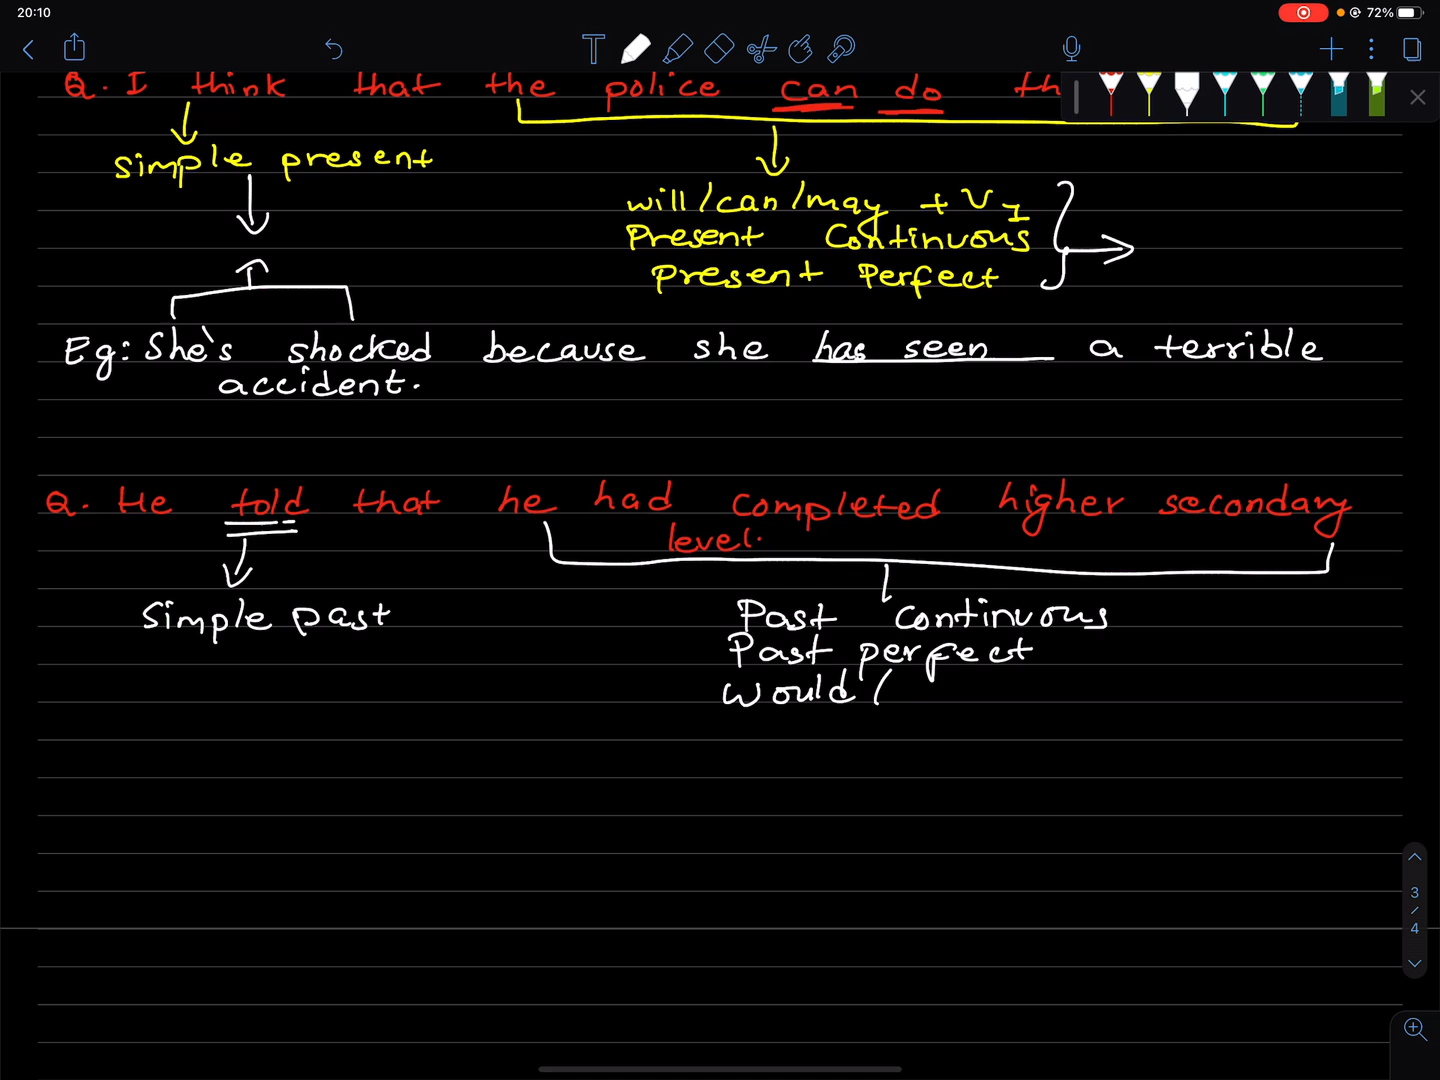 20:10
72%
Q. I think that the police can do th
simple present
will/can/may + V1
Present Continuous
Present Perfect
Eg: She's shocked because she has seen a terrible
accident.
Q. He told that he had completed higher secondary
level.
Simple past
Past Continuous
Past perfect
Would /
3
/
4